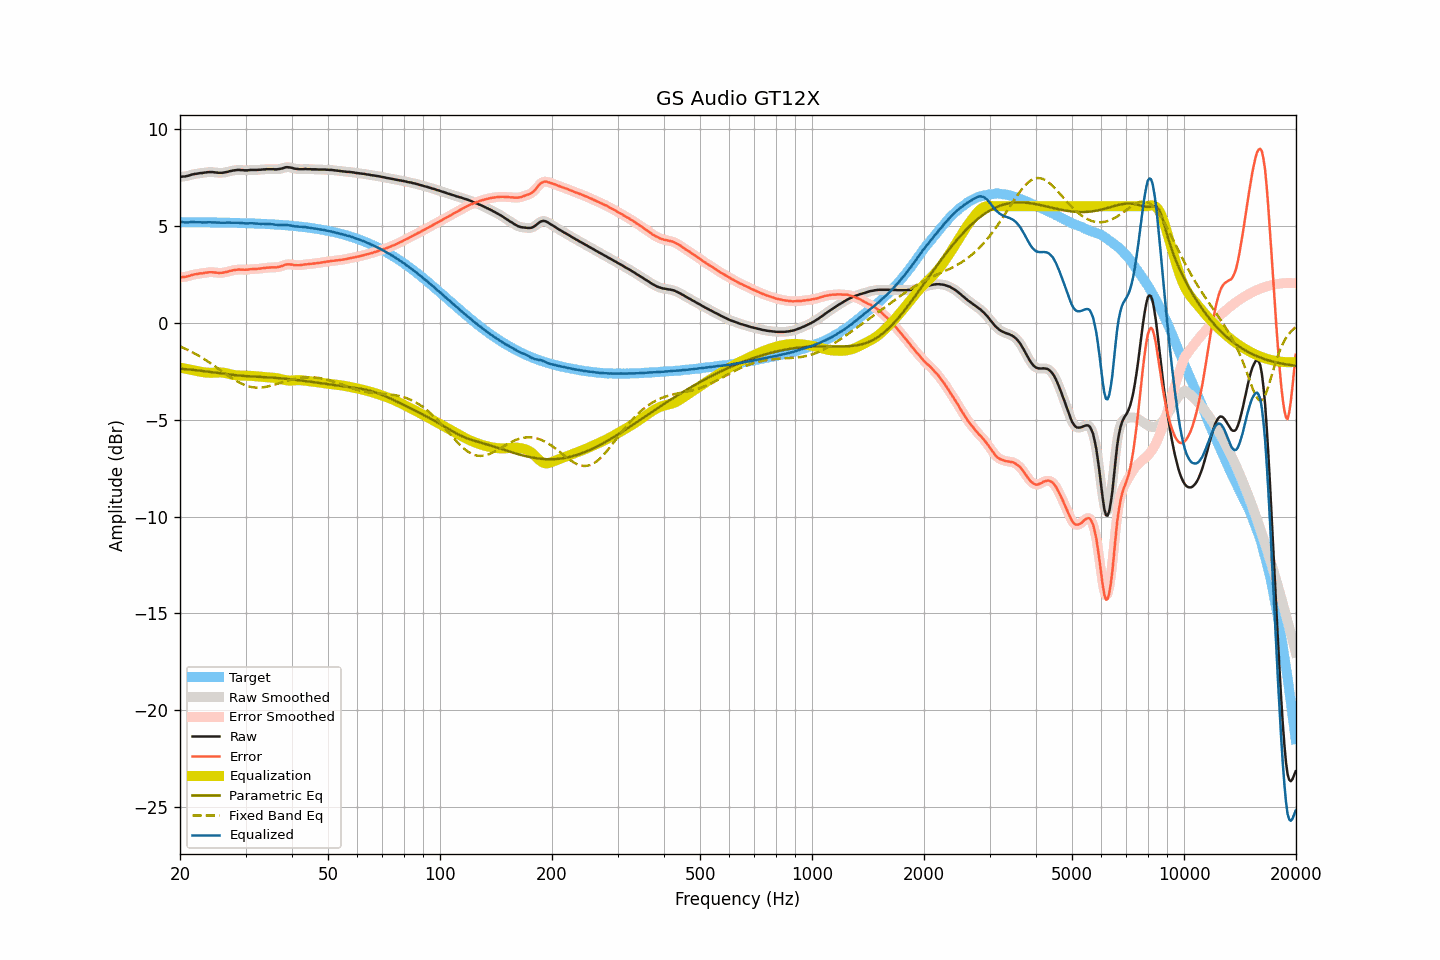 GS Audio GT12X
10
5
0
−5
−10
−15
−20
−25
Amplitude (dBr)
Target
Raw Smoothed
Error Smoothed
Raw
Error
Equalization
Parametric Eq
Fixed Band Eq
Equalized
20 50 100 200 500 1000 2000 5000 10000 20000
Frequency (Hz)